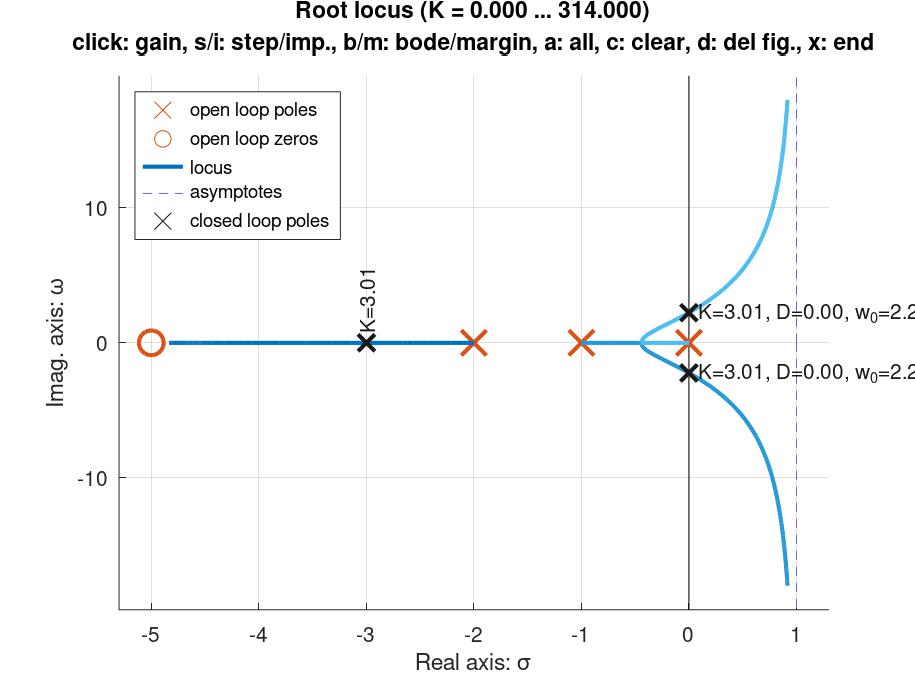 Root locus (K = 0.000 ... 314.000)
click: gain, s/i: step/imp., b/m: bode/margin, a: all, c: clear, d: del fig., x: end
open loop poles
open loop zeros
locus
asymptotes
closed loop poles
10
0
-10
Imag. axis: ω
K=3.01
K=3.01, D=0.00, w₀=2.2
K=3.01, D=0.00, w₀=2.2
-5
-4
-3
-2
-1
0
1
Real axis: σ